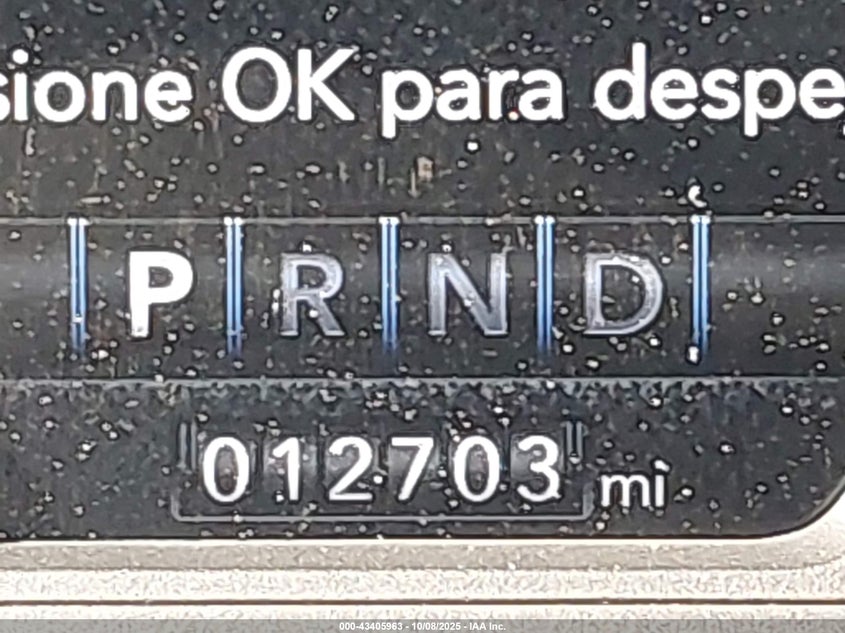 sione OK para despe
P R N D
012703 mi
000-43405963 - 10/08/2025 - IAA Inc.